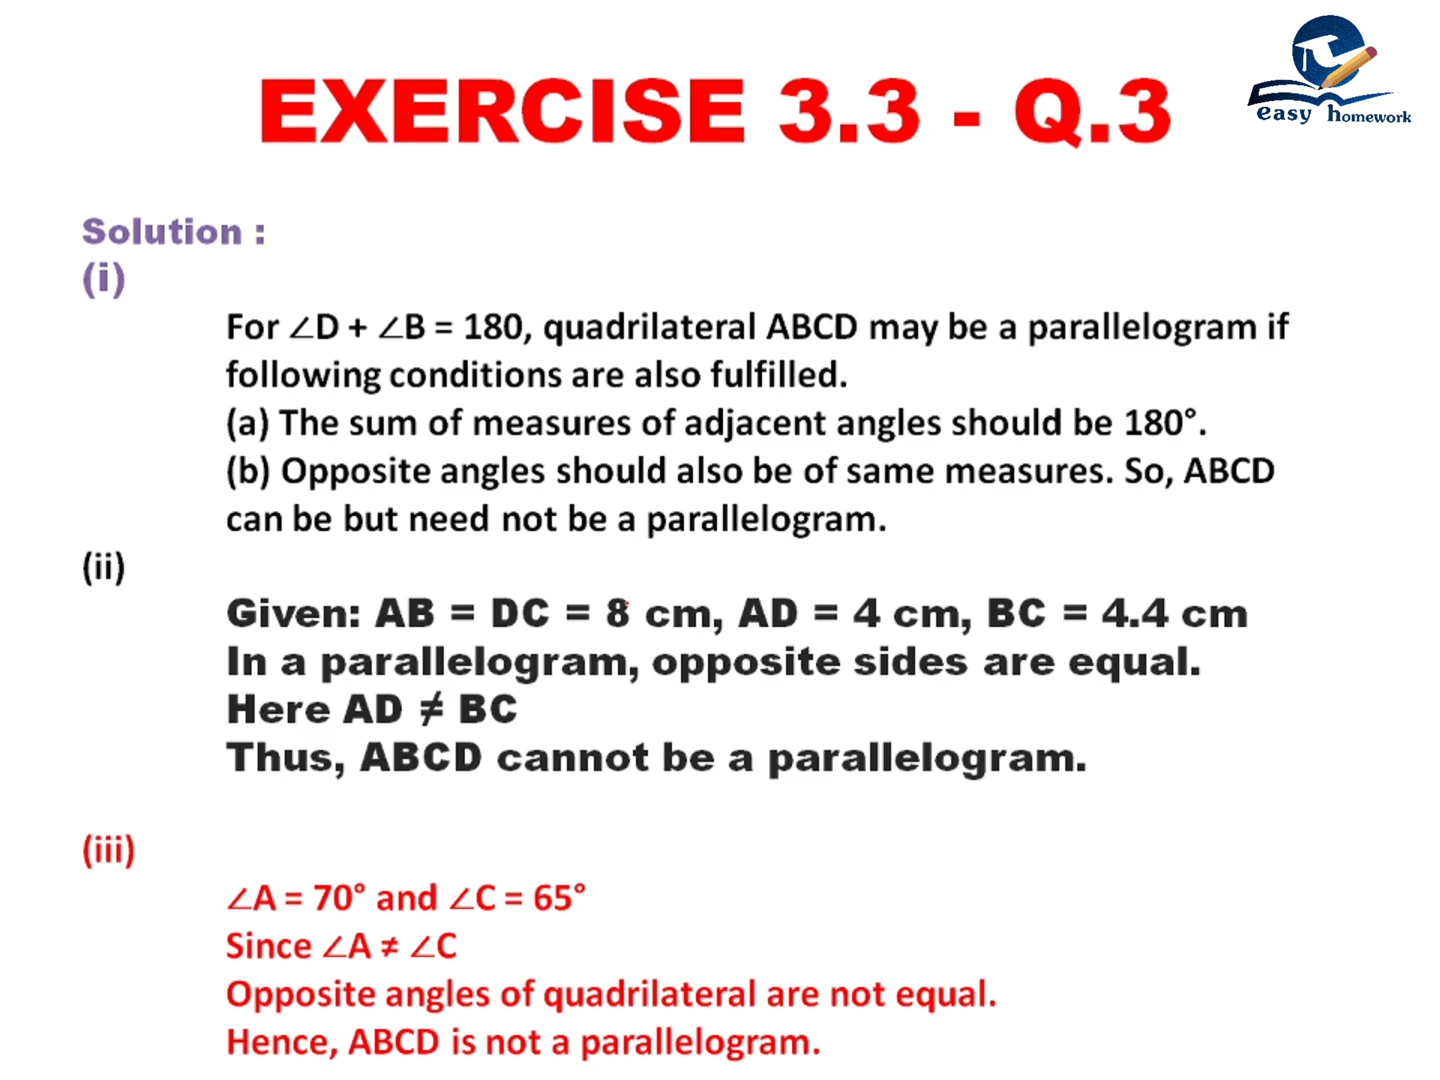 easy homework
EXERCISE 3.3 - Q.3
Solution :
(i)
For ∠D + ∠B = 180, quadrilateral ABCD may be a parallelogram if
following conditions are also fulfilled.
(a) The sum of measures of adjacent angles should be 180°.
(b) Opposite angles should also be of same measures. So, ABCD
can be but need not be a parallelogram.
(ii)
Given: AB = DC = 8 cm, AD = 4 cm, BC = 4.4 cm
In a parallelogram, opposite sides are equal.
Here AD ≠ BC
Thus, ABCD cannot be a parallelogram.
(iii)
∠A = 70° and ∠C = 65°
Since ∠A ≠ ∠C
Opposite angles of quadrilateral are not equal.
Hence, ABCD is not a parallelogram.